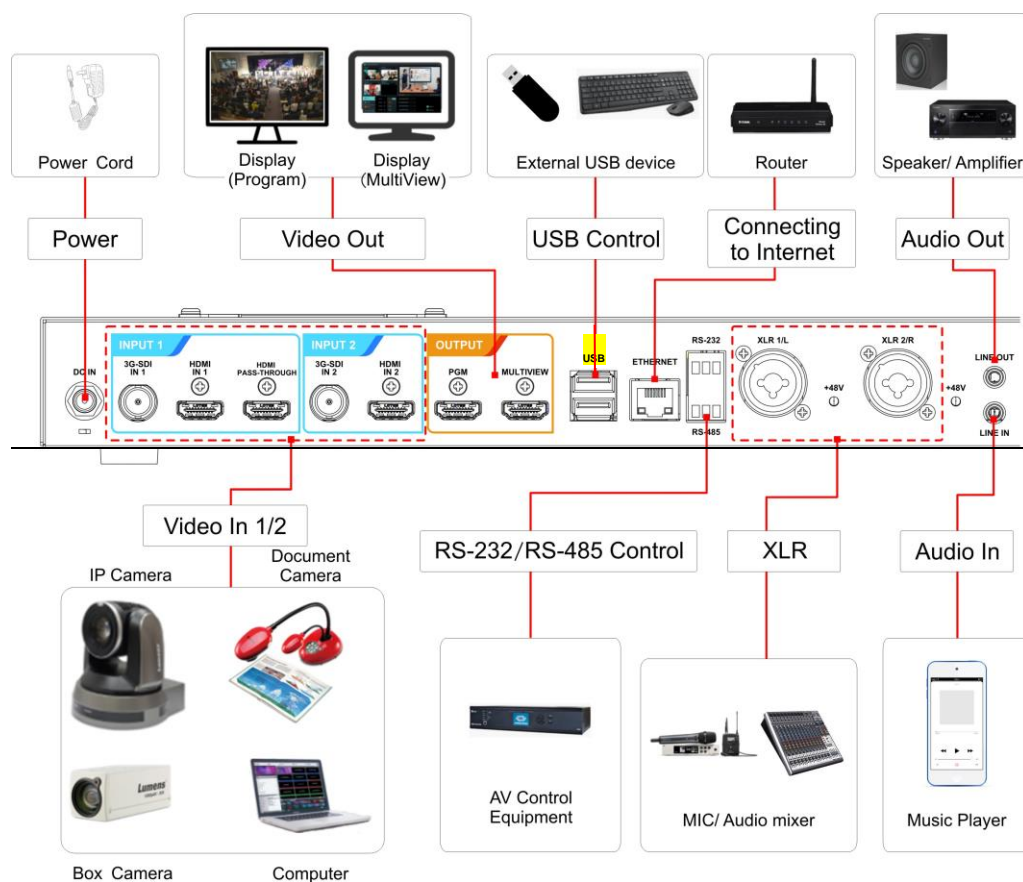 Power Cord
Display
(Program)
Display
(MultiView)
External USB device
Router
Speaker/ Amplifier
Power
Video Out
USB Control
Connecting
to Internet
Audio Out
INPUT 1
INPUT 2
OUTPUT
DC IN
3G-SDI
IN 1
HDMI
IN 1
HDMI
PASS-THROUGH
3G-SDI
IN 2
HDMI
IN 2
PGM
MULTIVIEW
USB
ETHERNET
RS-232
RS-485
XLR 1/L
+48V
XLR 2/R
+48V
LINE OUT
LINE IN
Video In 1/2
RS-232/RS-485 Control
XLR
Audio In
IP Camera
Document
Camera
Lumens
Box Camera
Computer
AV Control
Equipment
MIC/ Audio mixer
Music Player